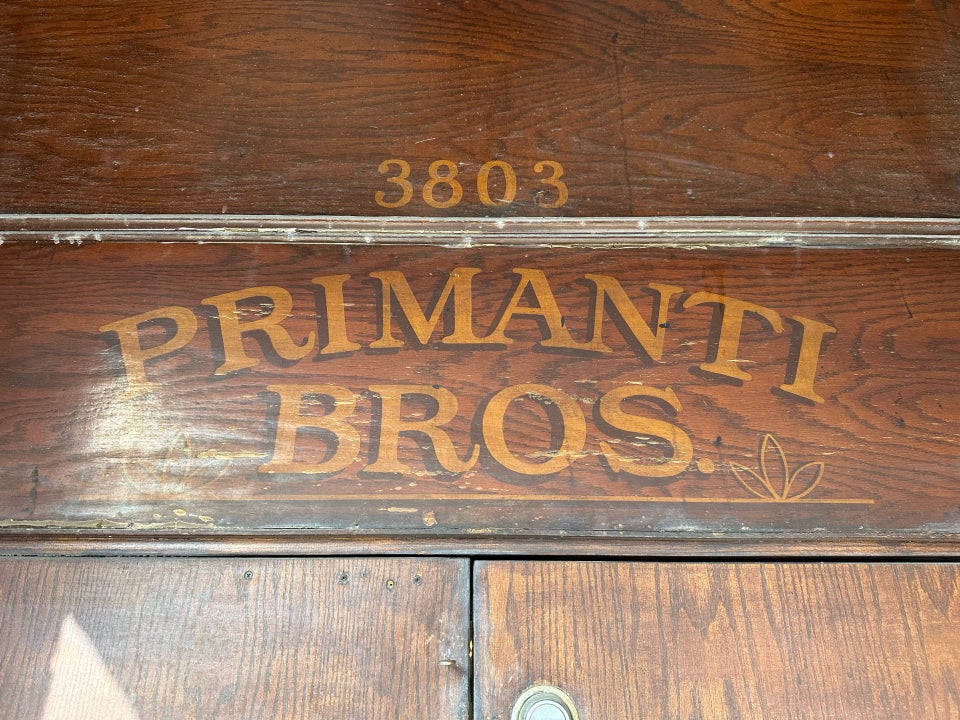 3803
PRIMANTI
BROS.